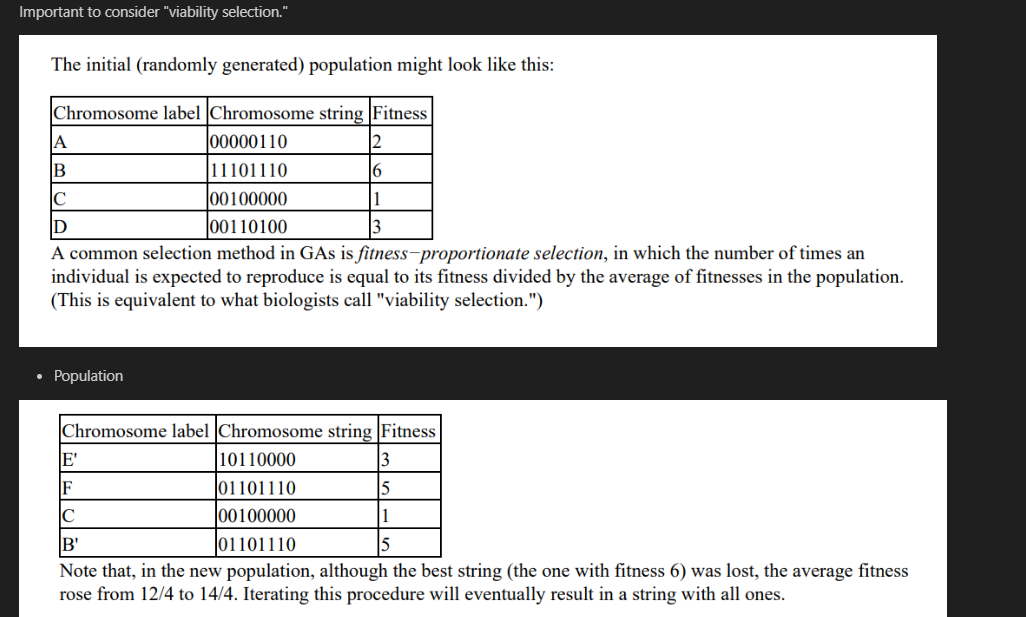 Important to consider "viability selection."
The initial (randomly generated) population might look like this:
Chromosome label Chromosome string Fitness
A 00000110 2
B 11101110 6
C 00100000 1
D 00110100 3
A common selection method in GAs is fitness−proportionate selection, in which the number of times an
individual is expected to reproduce is equal to its fitness divided by the average of fitnesses in the population.
(This is equivalent to what biologists call "viability selection.")
• Population
Chromosome label Chromosome string Fitness
E' 10110000 3
F 01101110 5
C 00100000 1
B' 01101110 5
Note that, in the new population, although the best string (the one with fitness 6) was lost, the average fitness
rose from 12/4 to 14/4. Iterating this procedure will eventually result in a string with all ones.